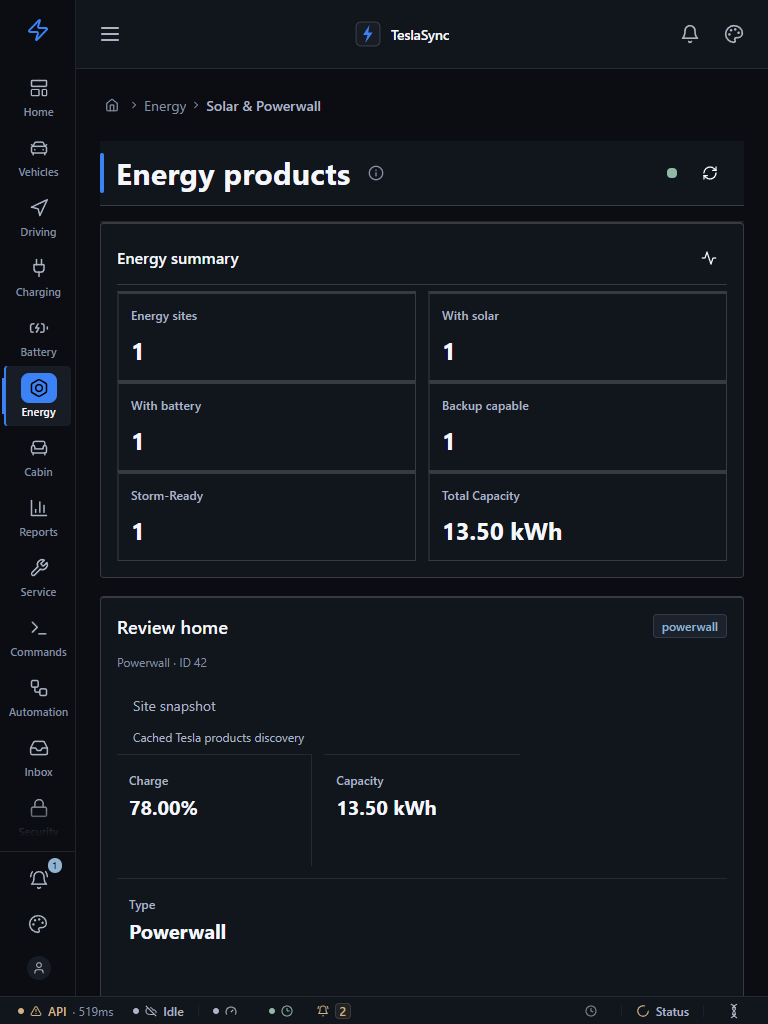 TeslaSync
Home
Vehicles
Driving
Charging
Battery
Energy
Cabin
Reports
Service
Commands
Automation
Inbox
Security
1
Energy
Solar & Powerwall
Energy products
Energy summary
Energy sites
1
With solar
1
With battery
1
Backup capable
1
Storm-Ready
1
Total Capacity
13.50 kWh
Review home
powerwall
Powerwall · ID 42
Site snapshot
Cached Tesla products discovery
Charge
78.00%
Capacity
13.50 kWh
Type
Powerwall
API · 519ms
Idle
2
Status